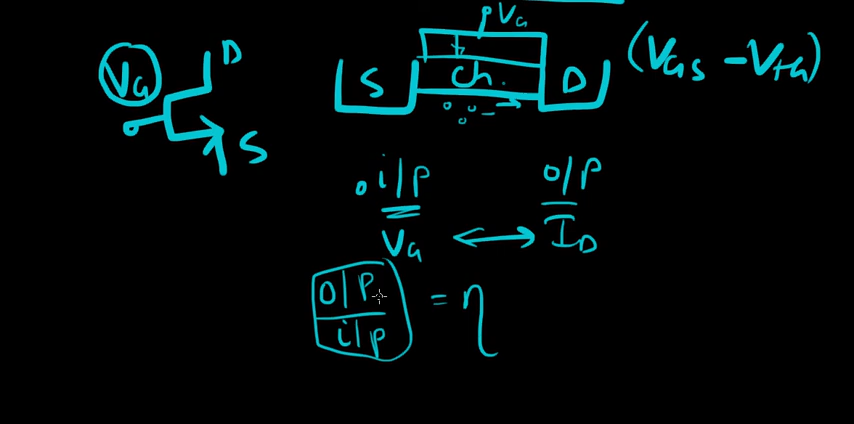 VG
D
S
VG
S
ch.
D
(VGS - Vth)
i/p
o/p
VG
ID
o/p
i/p
= η